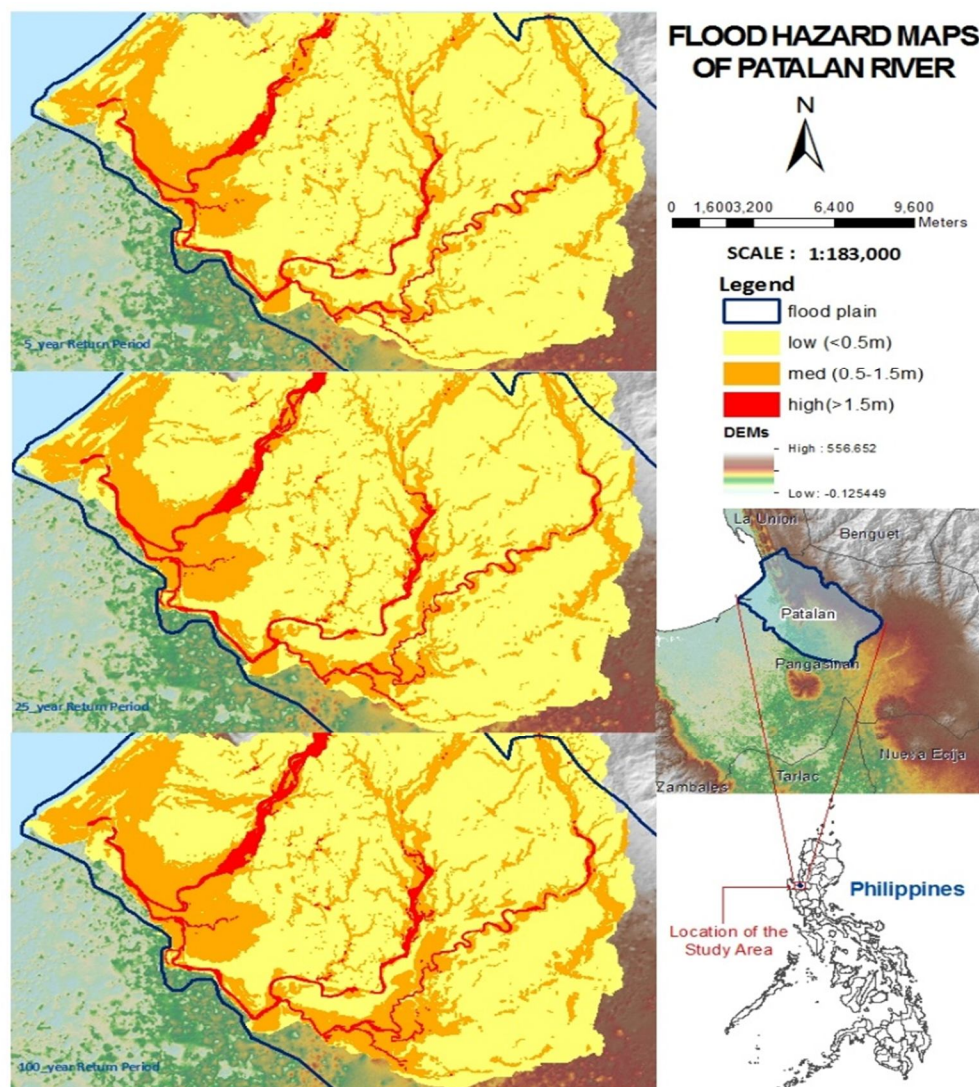 FLOOD HAZARD MAPS
OF PATALAN RIVER
N
0 1,6003,200 6,400 9,600
Meters
SCALE : 1:183,000
Legend
flood plain
low (<0.5m)
med (0.5-1.5m)
high(>1.5m)
DEMs
High : 556.652
Low : -0.125449
5_year Return Period
25_year Return Period
100_year Return Period
La Union
Benguet
Patalan
Pangasinan
Nueva Ecija
Tarlac
Zambales
Philippines
Location of the
Study Area